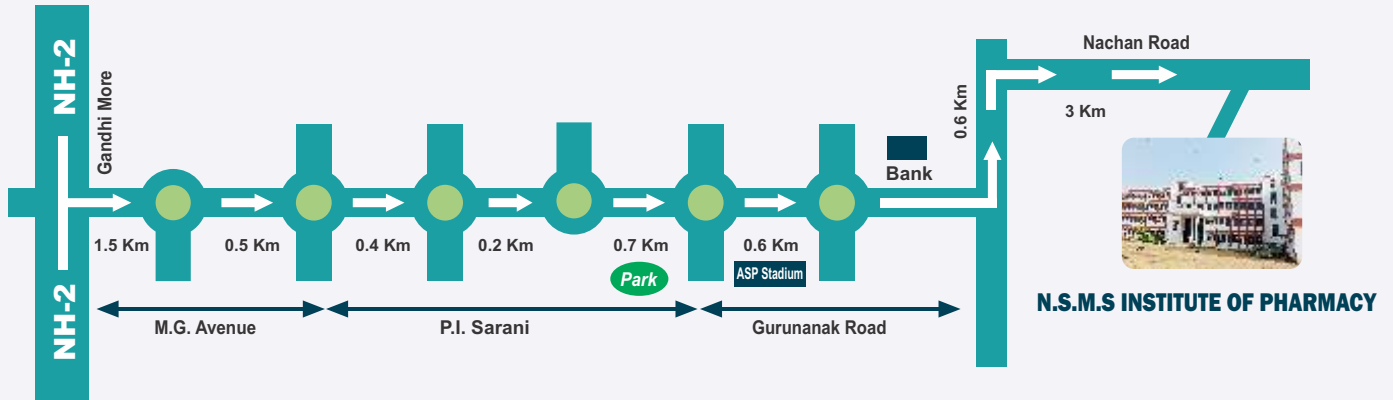 NH-2
Gandhi More
Nachan Road
0.6 Km
3 Km
Bank
1.5 Km
0.5 Km
0.4 Km
0.2 Km
0.7 Km
0.6 Km
Park
ASP Stadium
NH-2
M.G. Avenue
P.I. Sarani
Gurunanak Road
N.S.M.S INSTITUTE OF PHARMACY